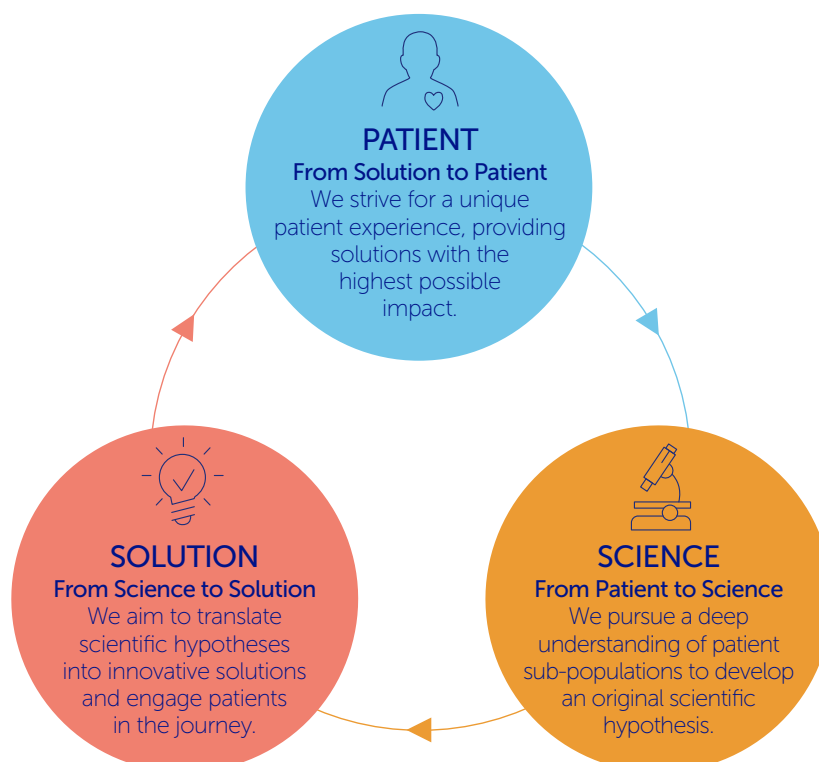 PATIENT
From Solution to Patient
We strive for a unique
patient experience, providing
solutions with the
highest possible
impact.
SOLUTION
From Science to Solution
We aim to translate
scientific hypotheses
into innovative solutions
and engage patients
in the journey.
SCIENCE
From Patient to Science
We pursue a deep
understanding of patient
sub-populations to develop
an original scientific
hypothesis.